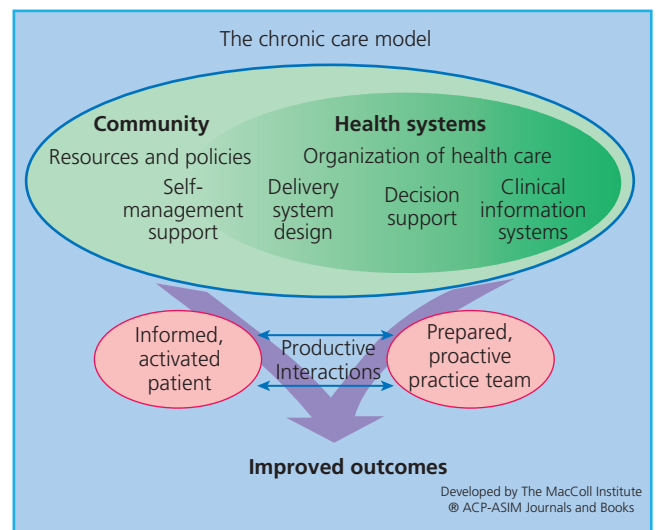 The chronic care model
Community
Resources and policies
Health systems
Organization of health care
Self-
management
support
Delivery
system
design
Decision
support
Clinical
information
systems
Informed,
activated
patient
Productive
Interactions
Prepared,
proactive
practice team
Improved outcomes
Developed by The MacColl Institute
® ACP-ASIM Journals and Books